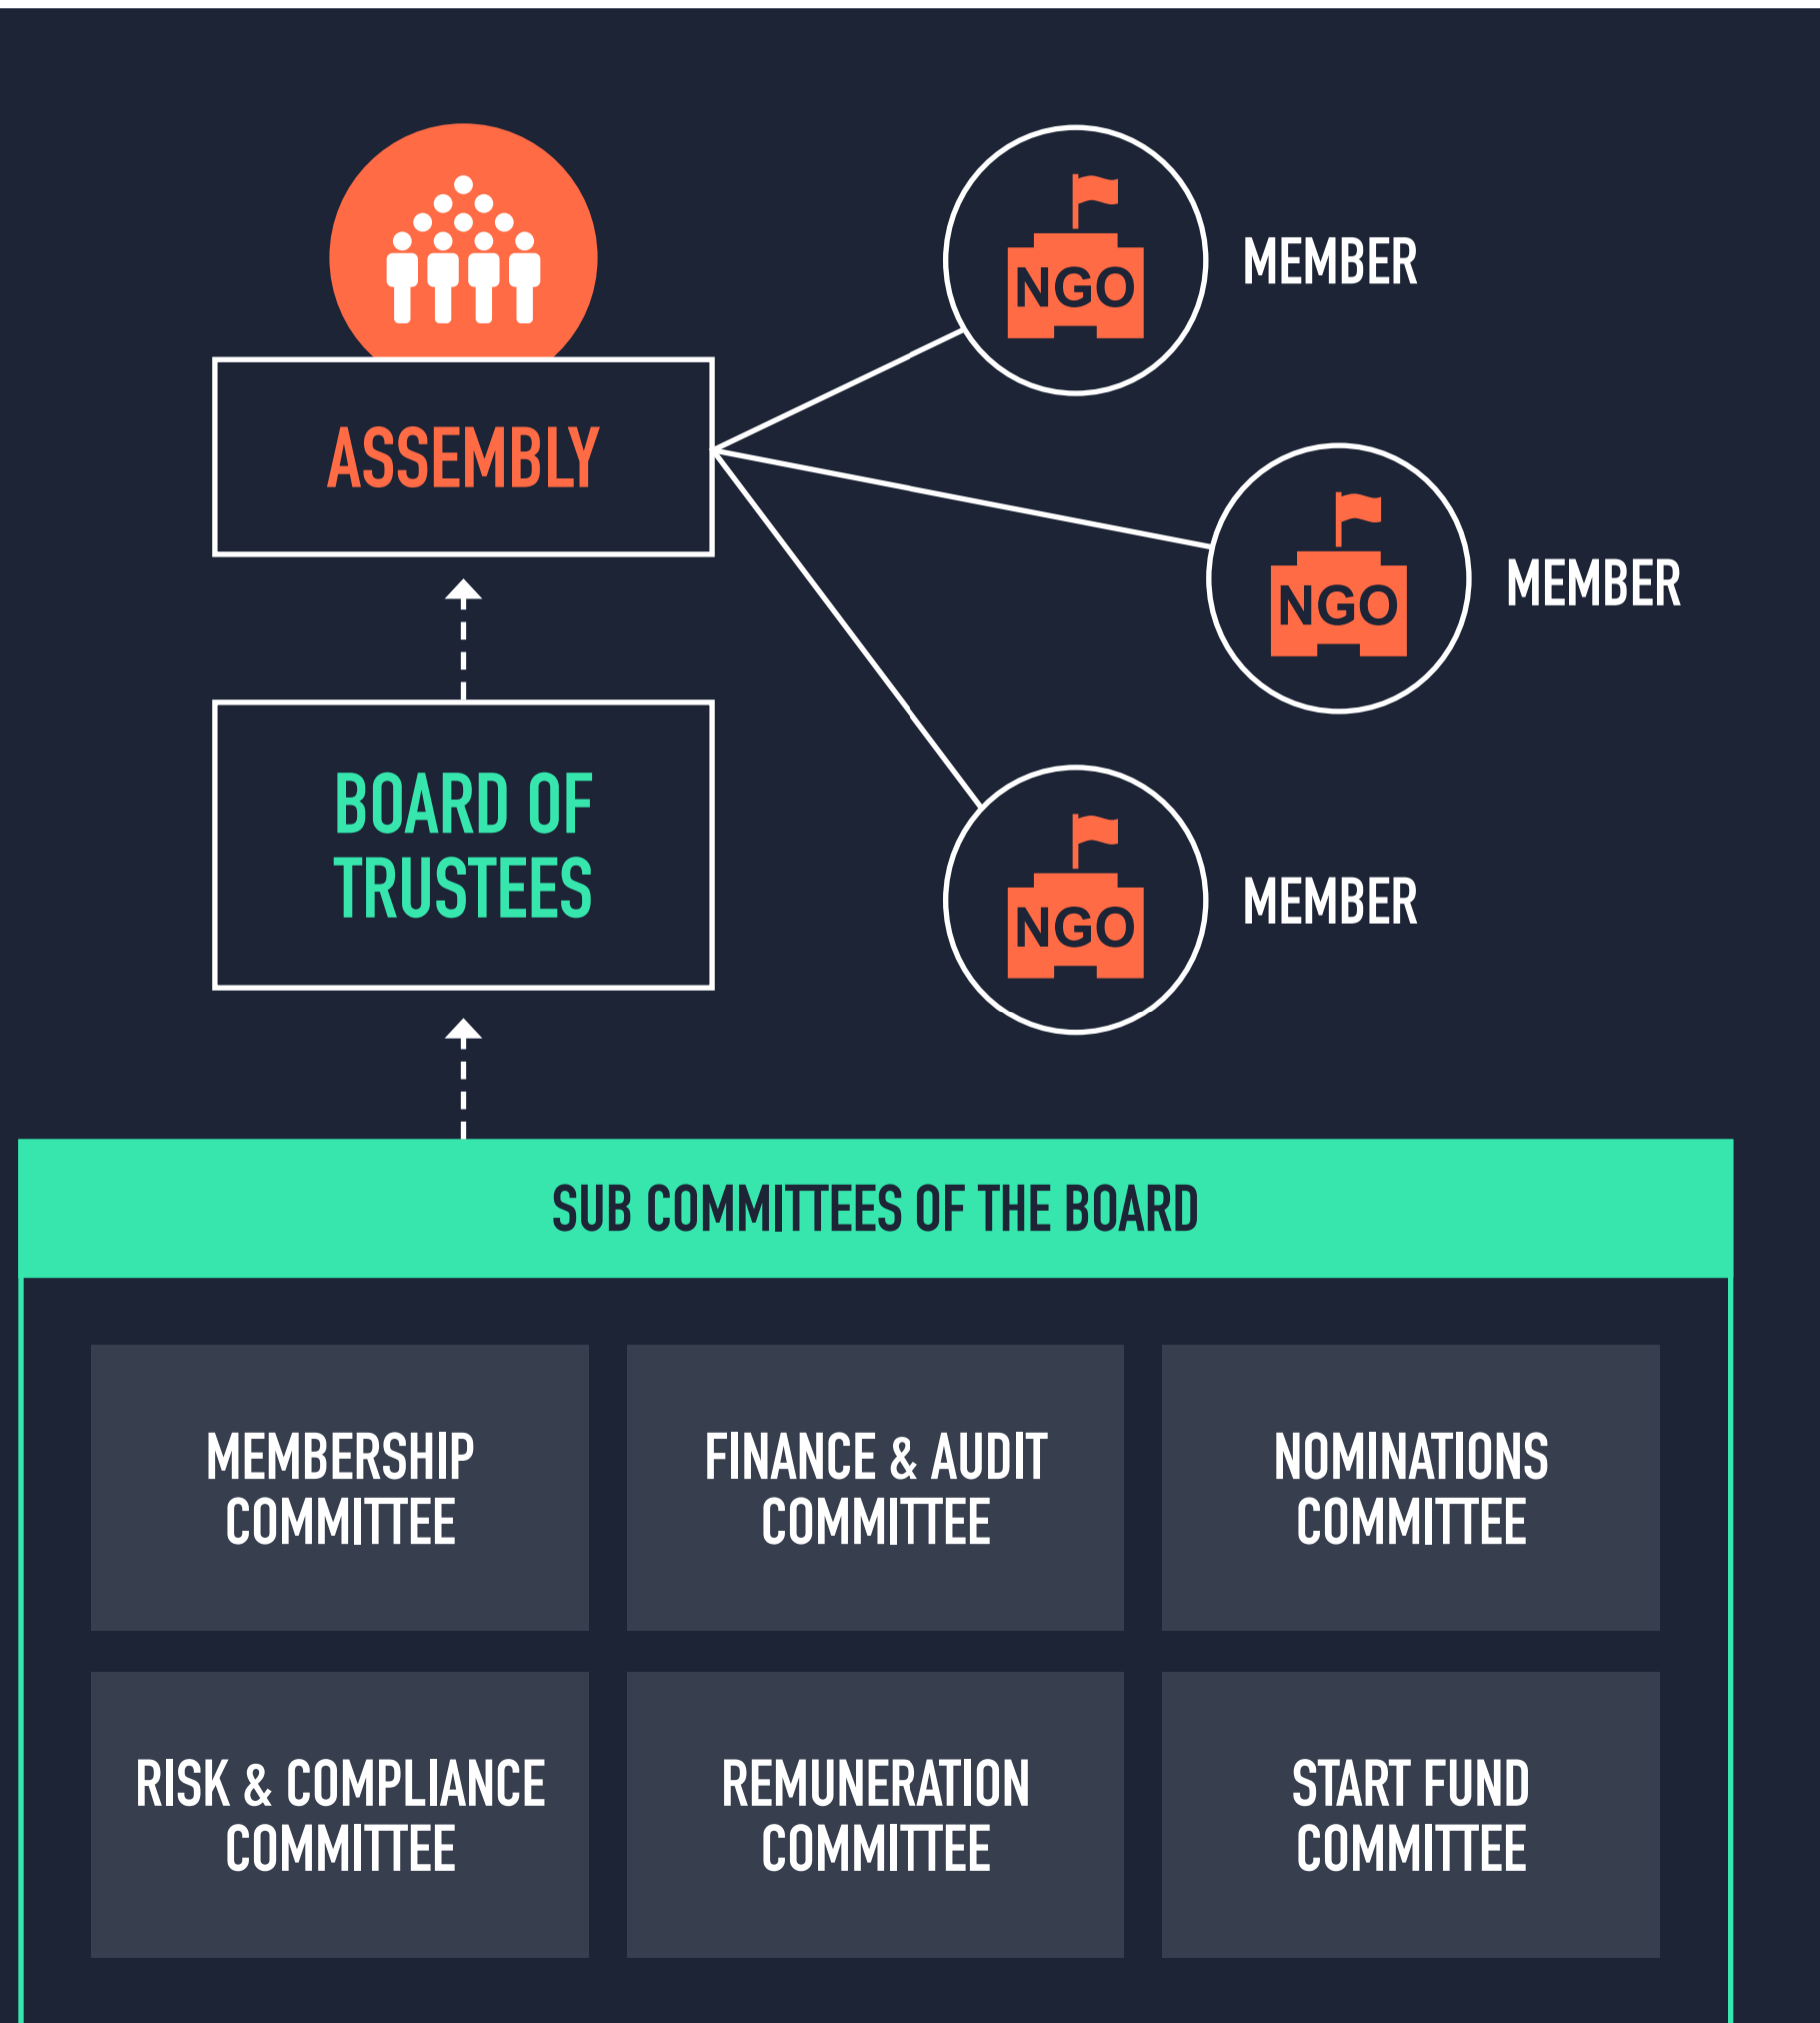 NGO
MEMBER
ASSEMBLY
NGO
MEMBER
BOARD OF
TRUSTEES
NGO
MEMBER
SUB COMMITTEES OF THE BOARD
MEMBERSHIP
COMMITTEE
FINANCE & AUDIT
COMMITTEE
NOMINATIONS
COMMITTEE
RISK & COMPLIANCE
COMMITTEE
REMUNERATION
COMMITTEE
START FUND
COMMITTEE